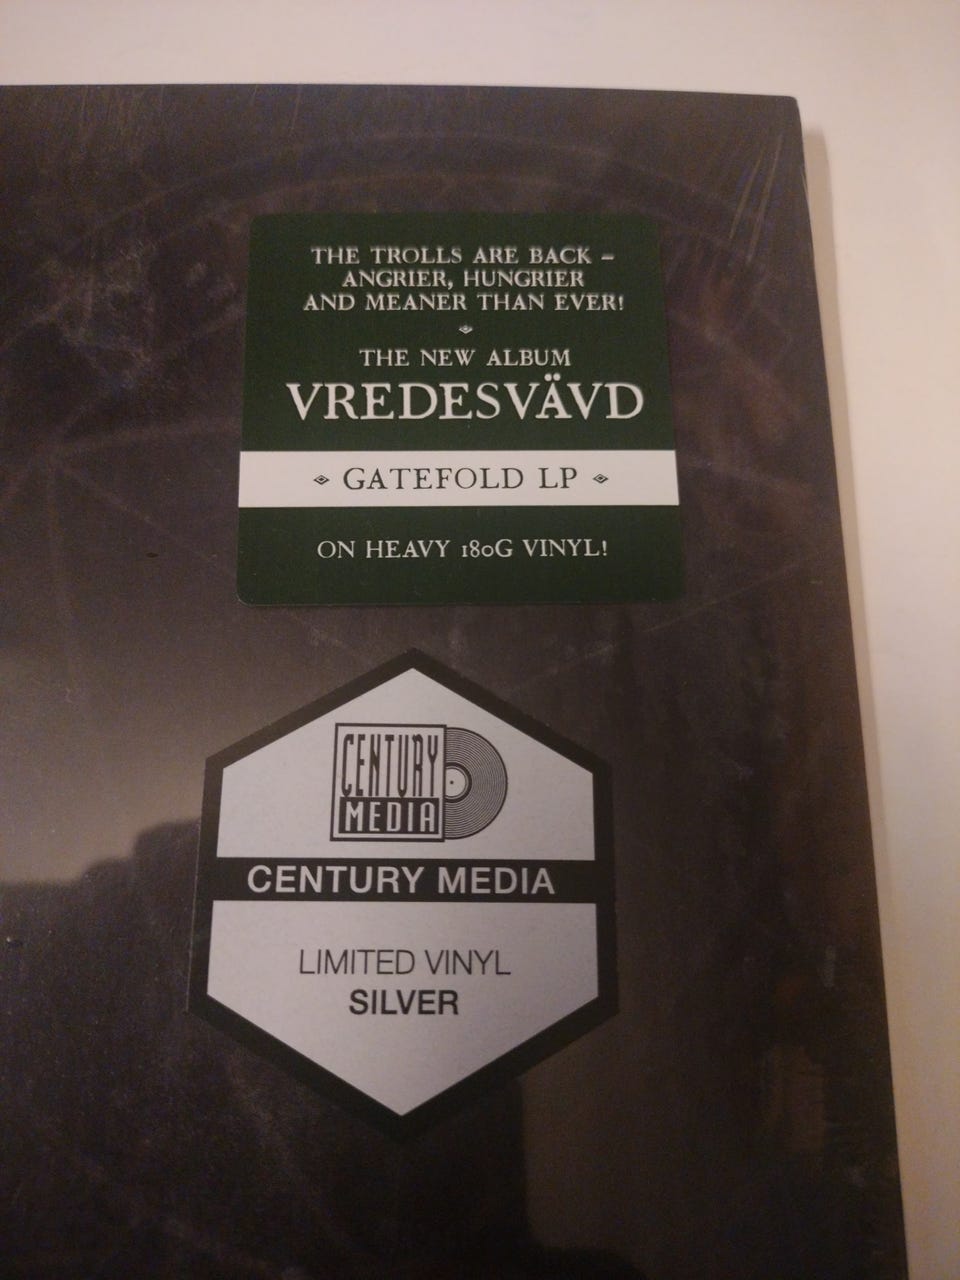 THE TROLLS ARE BACK –
ANGRIER, HUNGRIER
AND MEANER THAN EVER!
THE NEW ALBUM
VREDESVÄVD
GATEFOLD LP
ON HEAVY 180G VINYL!
CENTURY
MEDIA
CENTURY MEDIA
LIMITED VINYL
SILVER